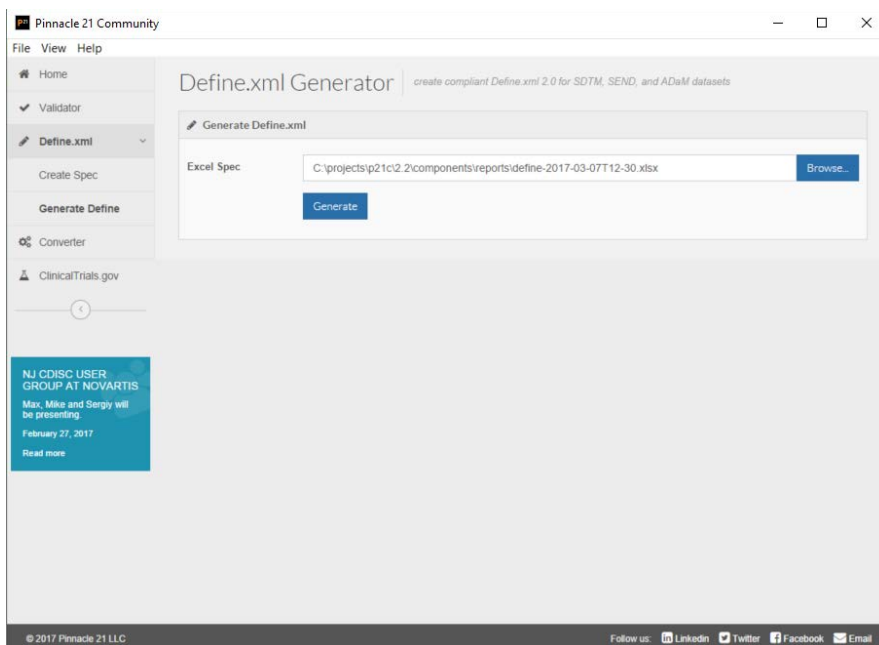 P21 Pinnacle 21 Community
File View Help
Home
Validator
Define.xml
Create Spec
Generate Define
Converter
ClinicalTrials.gov
NJ CDISC USER
GROUP AT NOVARTIS
Max, Mike and Sergiy will
be presenting.
February 27, 2017
Read more
Define.xml Generator create compliant Define.xml 2.0 for SDTM, SEND, and ADaM datasets
Generate Define.xml
Excel Spec C:\projects\p21c\2.2\components\reports\define-2017-03-07T12-30.xlsx Browse...
Generate
© 2017 Pinnacle 21 LLC Follow us: in Linkedin Twitter f Facebook Email